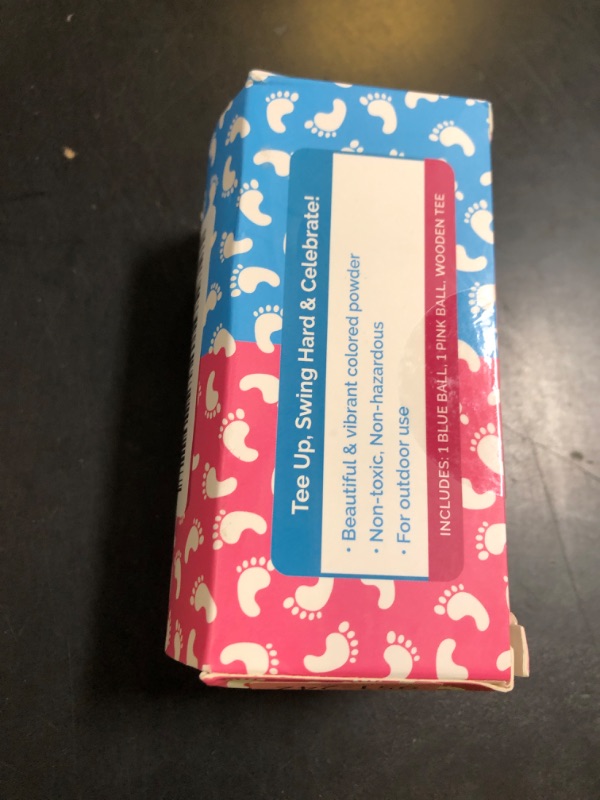 Tee Up, Swing Hard & Celebrate!
• Beautiful & vibrant colored powder
• Non-toxic, Non-hazardous
• For outdoor use
INCLUDES: 1 BLUE BALL, 1 PINK BALL, WOODEN TEE